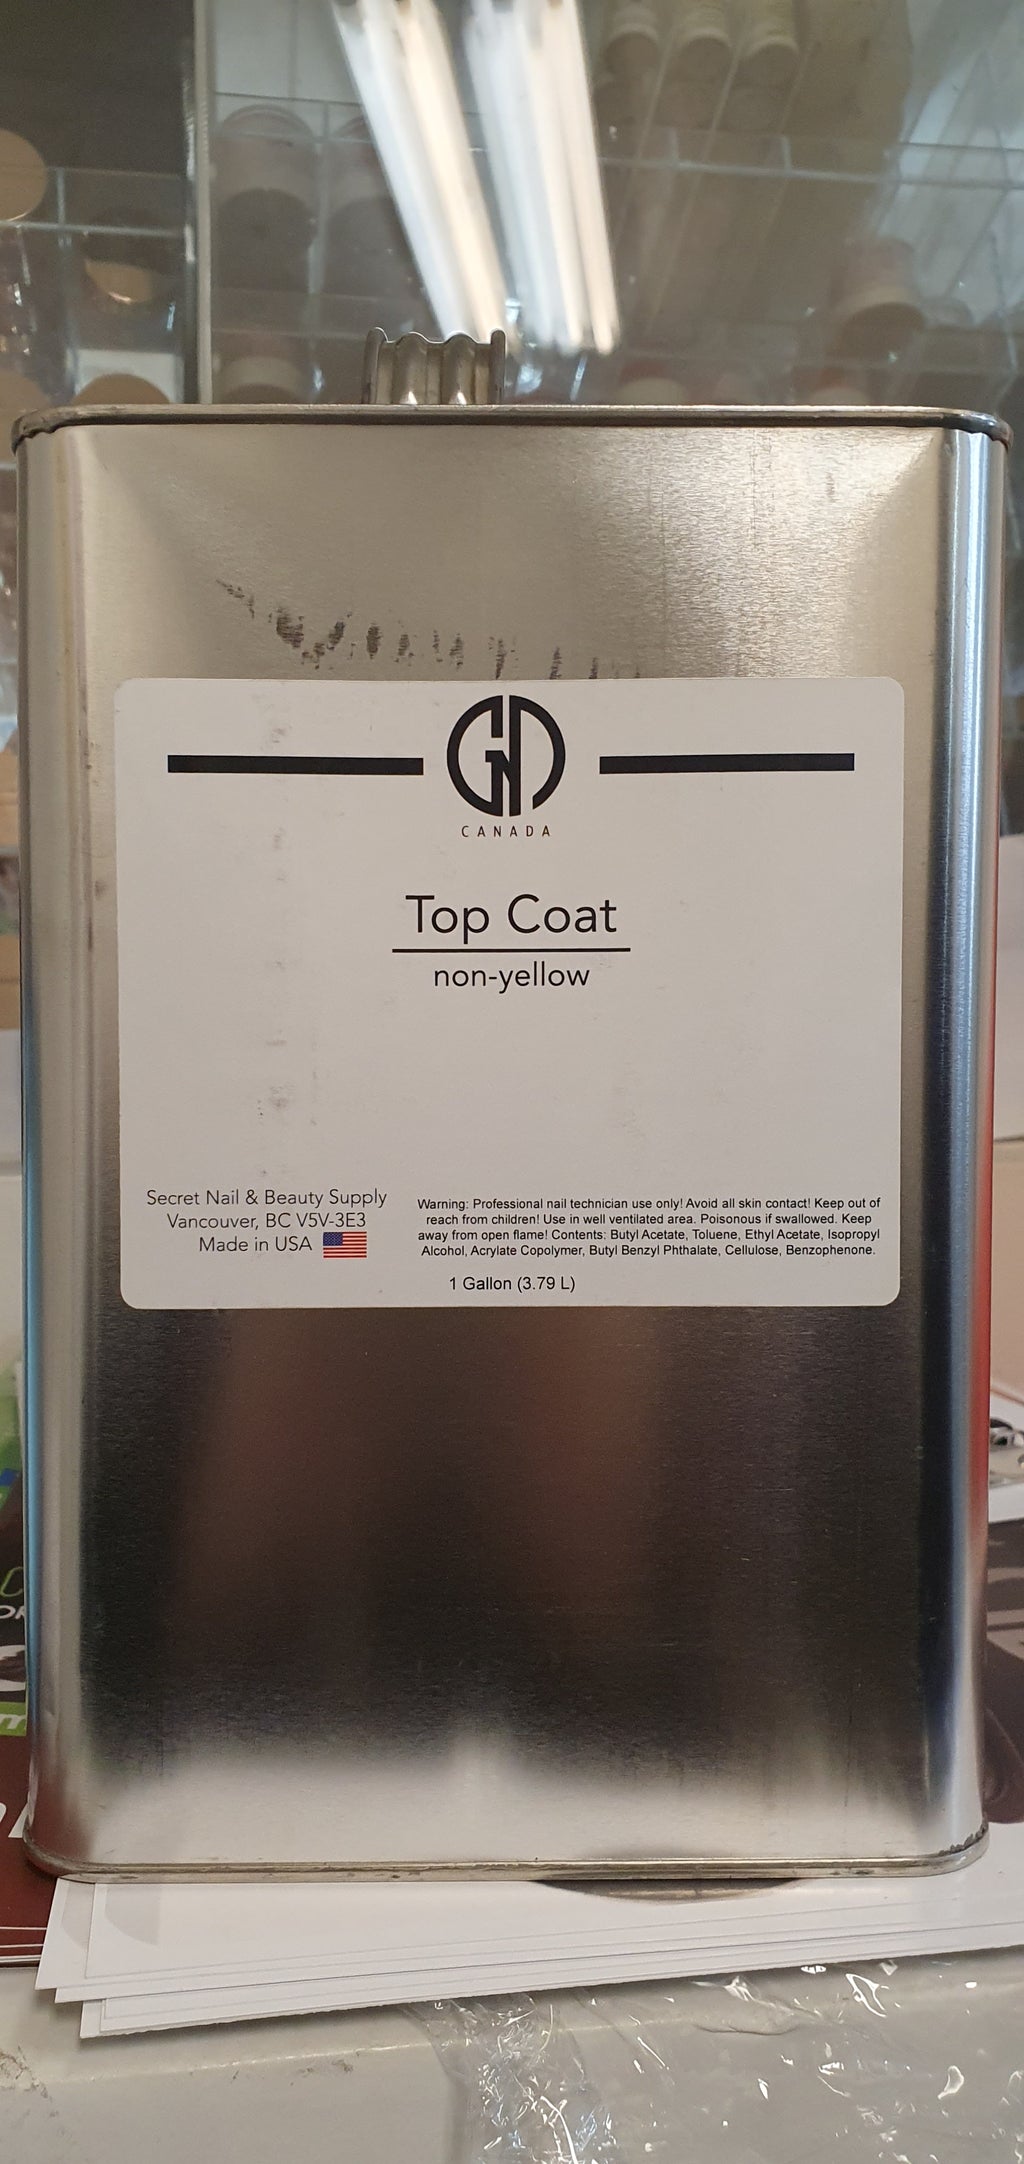 GND
CANADA
Top Coat
non-yellow
Secret Nail & Beauty Supply
Vancouver, BC V5V-3E3
Made in USA
Warning: Professional nail technician use only! Avoid all skin contact! Keep out of
reach from children! Use in well ventilated area. Poisonous if swallowed. Keep
away from open flame! Contents: Butyl Acetate, Toluene, Ethyl Acetate, Isopropyl
Alcohol, Acrylate Copolymer, Butyl Benzyl Phthalate, Cellulose, Benzophenone.
1 Gallon (3.79 L)